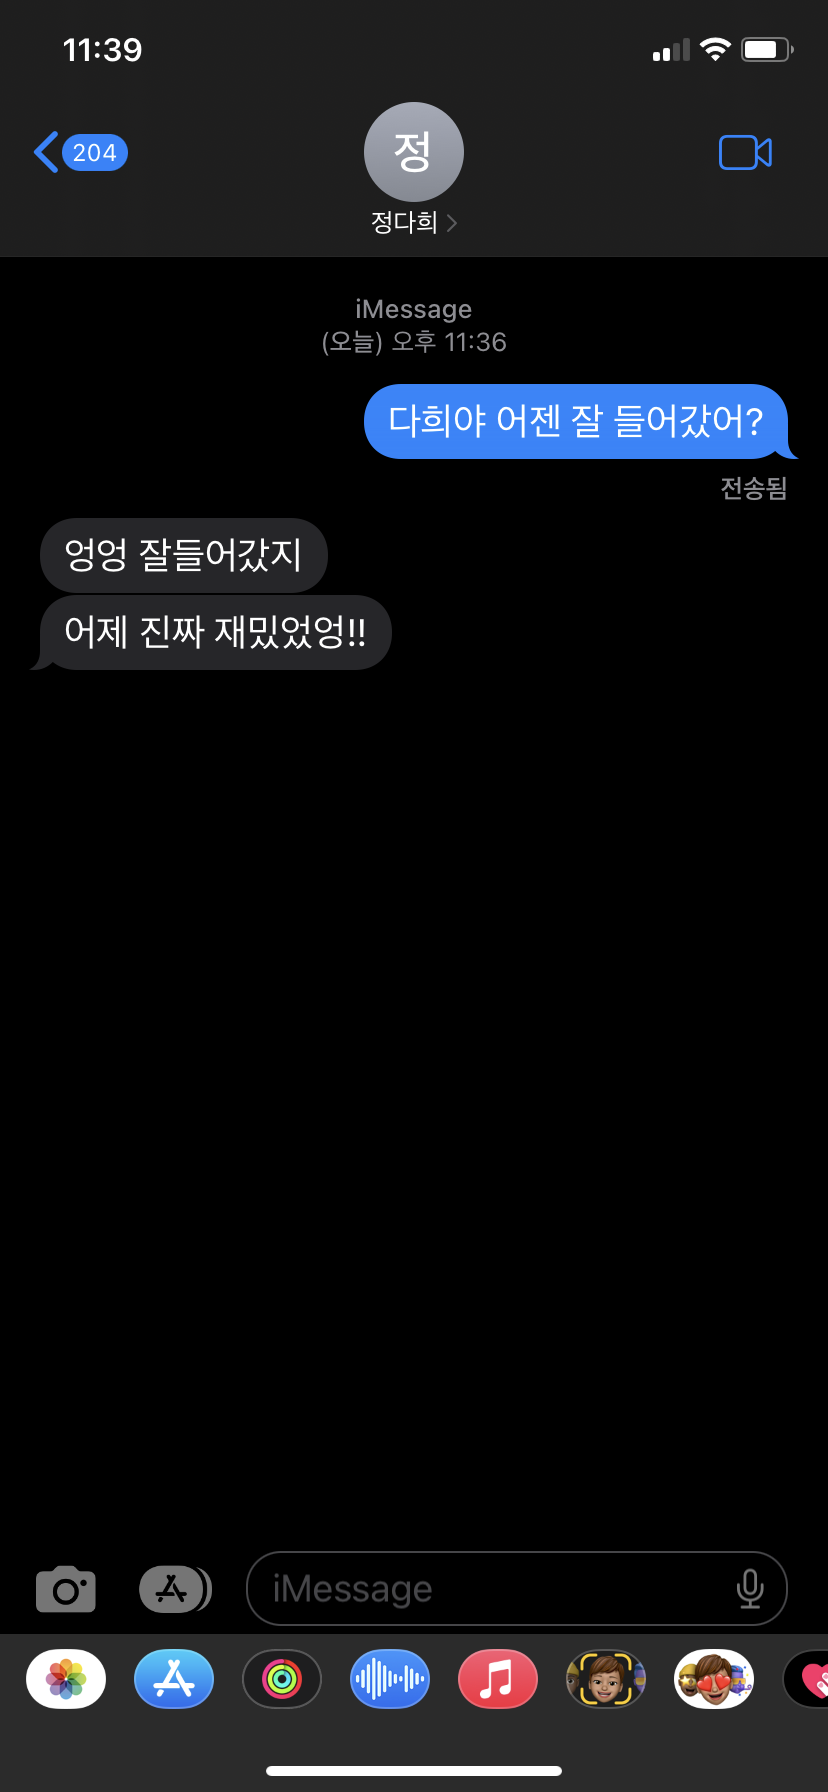 11:39
204
정
정다희
iMessage
(오늘) 오후 11:36
다희야 어젠 잘 들어갔어?
전송됨
엉엉 잘들어갔지
어제 진짜 재밌었엉!!
iMessage